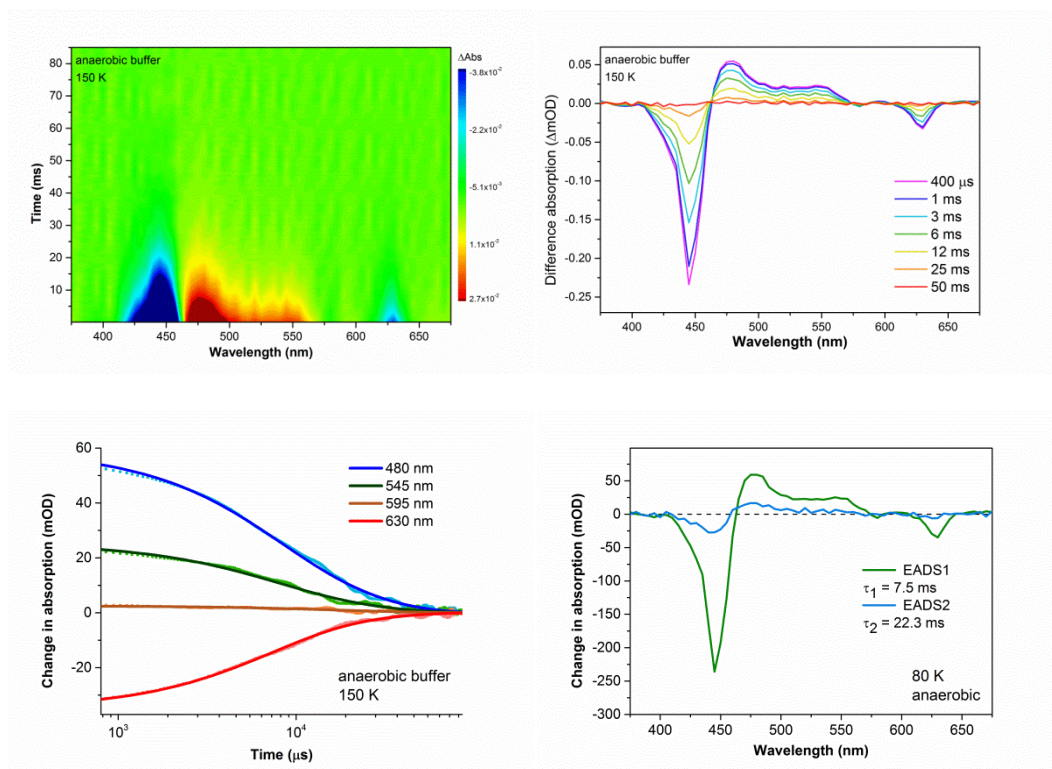 anaerobic buffer
150 K
ΔAbs
-3.8x10⁻²
-2.2x10⁻²
-5.1x10⁻³
1.1x10⁻²
2.7x10⁻²
80
70
60
50
40
30
20
10
Time (ms)
400 450 500 550 600 650
Wavelength (nm)
anaerobic buffer
150 K
0.05
0.00
-0.05
-0.10
-0.15
-0.20
-0.25
Difference absorption (ΔmOD)
400 μs
1 ms
3 ms
6 ms
12 ms
25 ms
50 ms
400 450 500 550 600 650
Wavelength (nm)
60
40
20
0
-20
Change in absorption (mOD)
480 nm
545 nm
595 nm
630 nm
anaerobic buffer
150 K
10³ 10⁴
Time (μs)
50
0
-50
-100
-150
-200
-250
-300
Change in absorption (mOD)
EADS1
τ₁ = 7.5 ms
EADS2
τ₂ = 22.3 ms
80 K
anaerobic
400 450 500 550 600 650
Wavelength (nm)